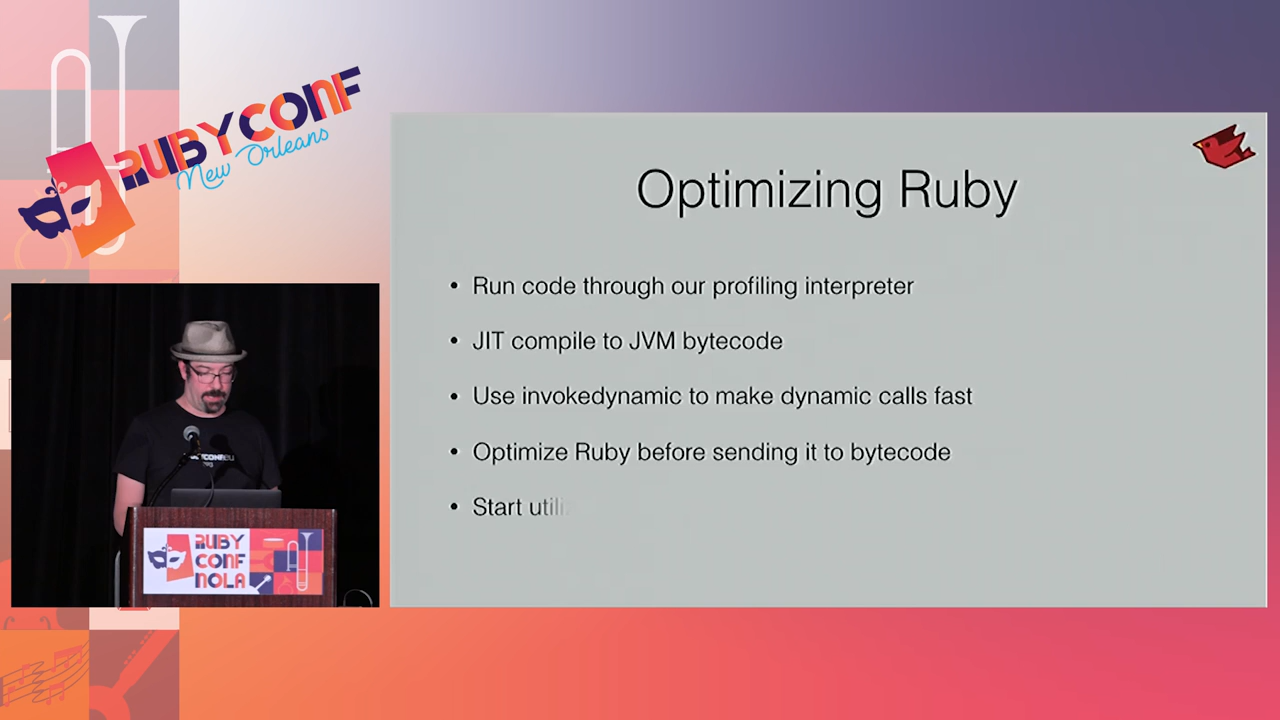 RUBYCONF
New Orleans
Optimizing Ruby
• Run code through our profiling interpreter
• JIT compile to JVM bytecode
• Use invokedynamic to make dynamic calls fast
• Optimize Ruby before sending it to bytecode
• Start utili
RUBY
CONF
NOLA